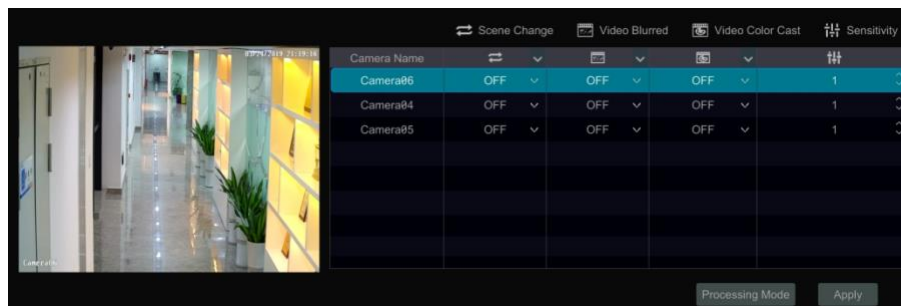 Scene Change Video Blurred Video Color Cast Sensitivity
Camera Name
Camera06 OFF OFF OFF 1
Camera04 OFF OFF OFF 1
Camera05 OFF OFF OFF 1
Processing Mode Apply